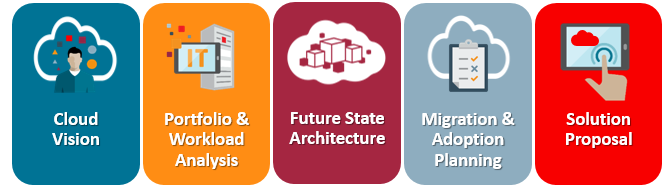 Cloud
Vision
IT
Portfolio &
Workload
Analysis
Future State
Architecture
Migration &
Adoption
Planning
Solution
Proposal